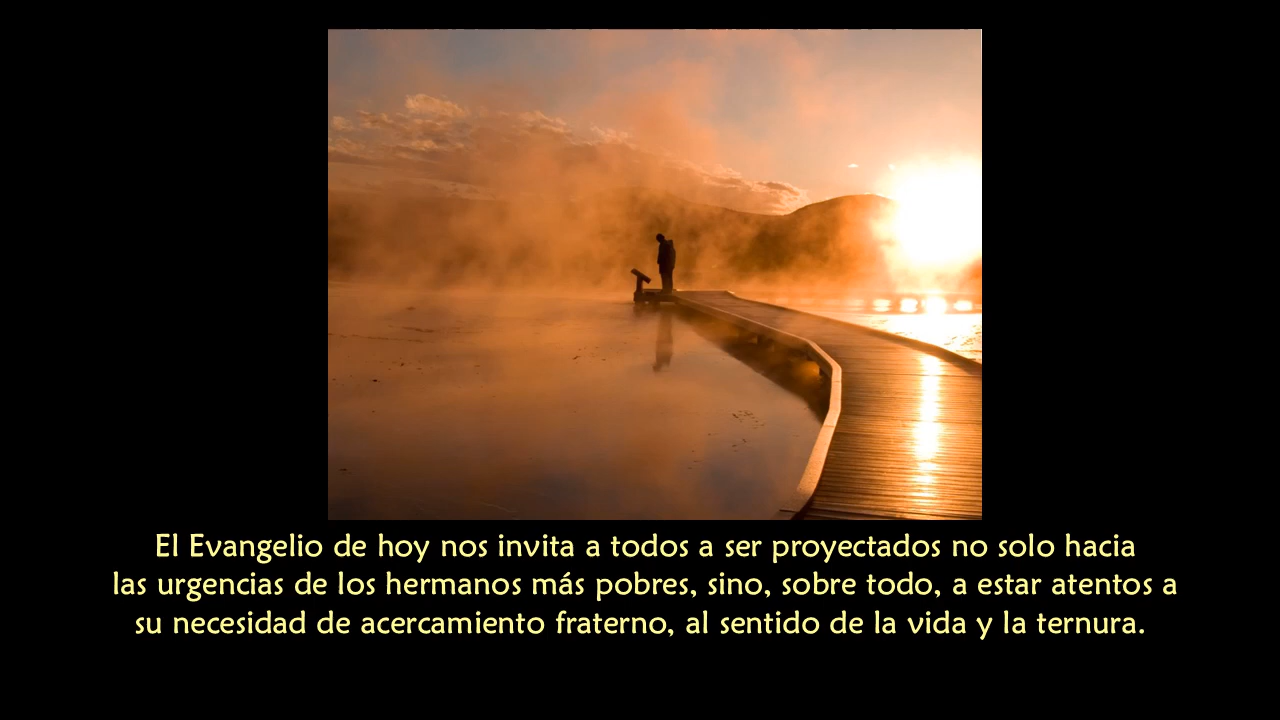 El Evangelio de hoy nos invita a todos a ser proyectados no solo hacia
las urgencias de los hermanos más pobres, sino, sobre todo, a estar atentos a
su necesidad de acercamiento fraterno, al sentido de la vida y la ternura.